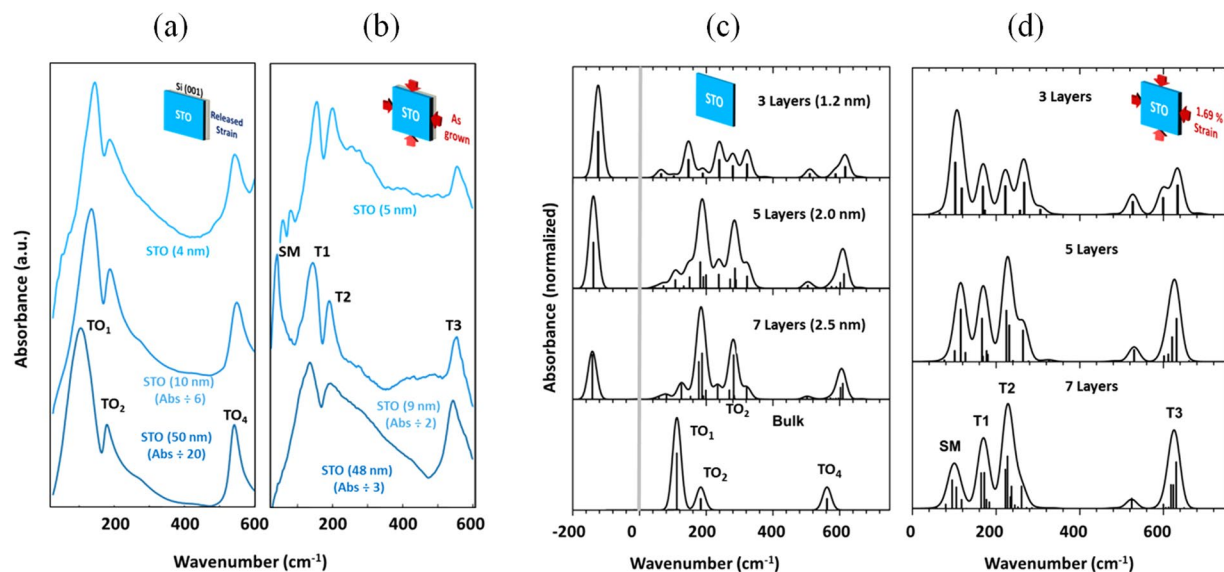 (a)
(b)
(c)
(d)
Absorbance (a.u.)
Si (001)
STO
Released
Strain
STO (4 nm)
TO1
TO2
STO (10 nm)
(Abs ÷ 6)
TO4
STO (50 nm)
(Abs ÷ 20)
200
400
600
Wavenumber (cm-1)
STO
As
grown
STO (5 nm)
SM
T1
T2
T3
STO (9 nm)
(Abs ÷ 2)
STO (48 nm)
(Abs ÷ 3)
200
400
600
Wavenumber (cm-1)
Absorbance (normalized)
STO
3 Layers (1.2 nm)
5 Layers (2.0 nm)
7 Layers (2.5 nm)
TO2
Bulk
TO1
TO2
TO4
-200
0
200
400
600
Wavenumber (cm-1)
3 Layers
STO
1.69 %
Strain
5 Layers
7 Layers
SM
T1
T2
T3
0
200
400
600
Wavenumber (cm-1)